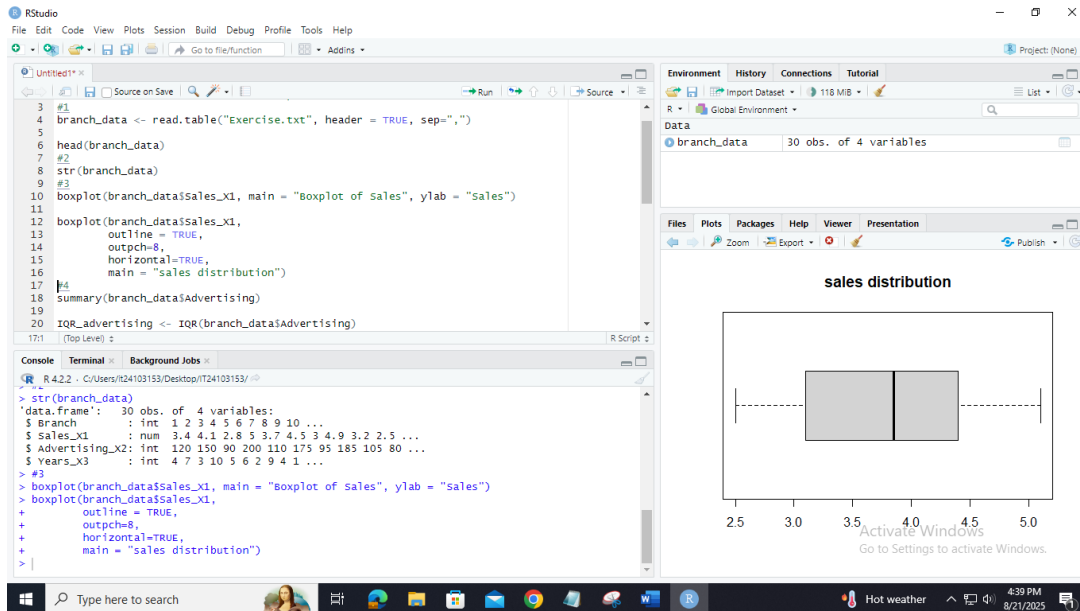 RStudio
File Edit Code View Plots Session Build Debug Profile Tools Help
Go to file/function Addins Project: (None)
Untitled1*
Source on Save Run Source
3 #1
4 branch_data <- read.table("Exercise.txt", header = TRUE, sep=",")
5
6 head(branch_data)
7 #2
8 str(branch_data)
9 #3
10 boxplot(branch_data$Sales_X1, main = "Boxplot of Sales", ylab = "Sales")
11
12 boxplot(branch_data$Sales_X1,
13 outline = TRUE,
14 outpch=8,
15 horizontal=TRUE,
16 main = "sales distribution")
17 #4
18 summary(branch_data$Advertising)
19
20 IQR_advertising <- IQR(branch_data$Advertising)
17:1 (Top Level) R Script
Console Terminal Background Jobs
R 4.2.2 · C:/Users/it24103153/Desktop/IT24103153/
> #2
> str(branch_data)
'data.frame': 30 obs. of 4 variables:
$ Branch : int 1 2 3 4 5 6 7 8 9 10 ...
$ Sales_X1 : num 3.4 4.1 2.8 5 3.7 4.5 3 4.9 3.2 2.5 ...
$ Advertising_X2: int 120 150 90 200 110 175 95 185 105 80 ...
$ Years_X3 : int 4 7 3 10 5 6 2 9 4 1 ...
> #3
> boxplot(branch_data$Sales_X1, main = "Boxplot of Sales", ylab = "Sales")
> boxplot(branch_data$Sales_X1,
+ outline = TRUE,
+ outpch=8,
+ horizontal=TRUE,
+ main = "sales distribution")
>
Environment History Connections Tutorial
Import Dataset 118 MiB List
R Global Environment
Data
branch_data 30 obs. of 4 variables
Files Plots Packages Help Viewer Presentation
Zoom Export Publish
sales distribution
2.5 3.0 3.5 4.0 4.5 5.0
Activate Windows
Go to Settings to activate Windows.
Type here to search
Hot weather
4:39 PM
8/21/2025